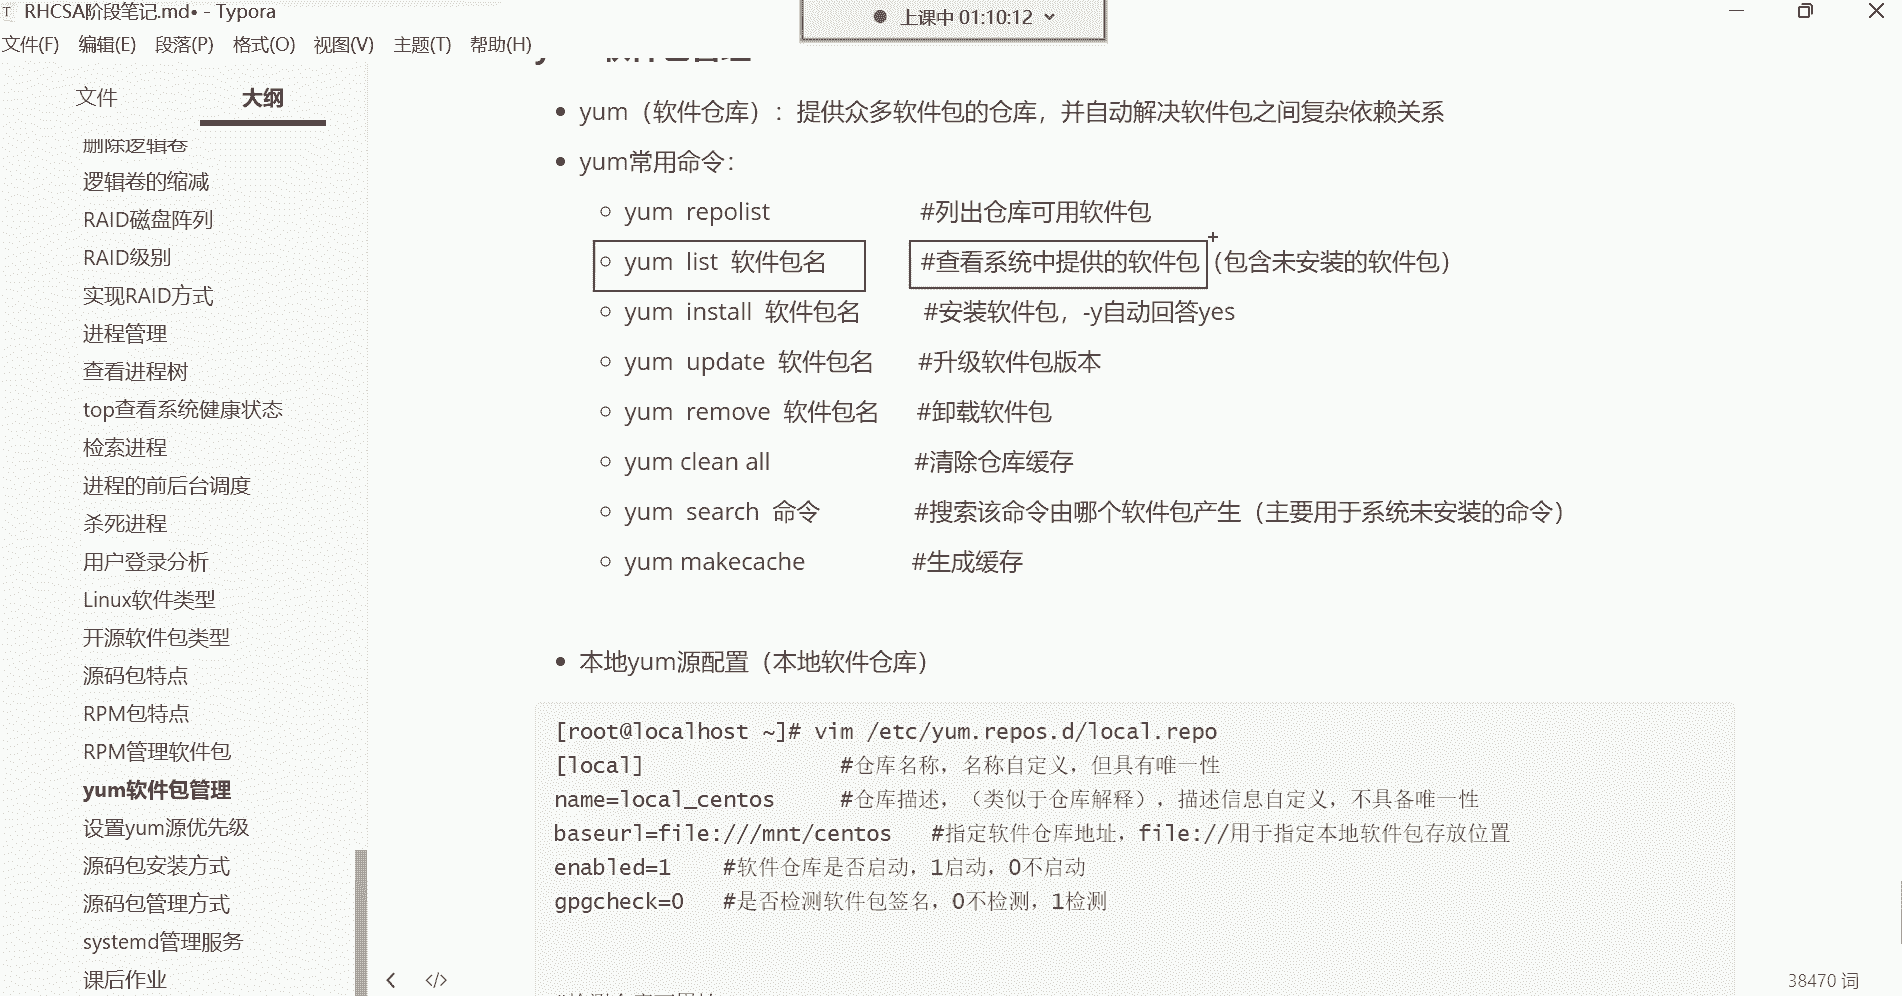 RHCSA阶段笔记.md• - Typora
上课中 01:10:12
文件(F) 编辑(E) 段落(P) 格式(O) 视图(V) 主题(T) 帮助(H)
文件 大纲
删除逻辑卷
逻辑卷的缩减
RAID磁盘阵列
RAID级别
实现RAID方式
进程管理
查看进程树
top查看系统健康状态
检索进程
进程的前后台调度
杀死进程
用户登录分析
Linux软件类型
开源软件包类型
源码包特点
RPM包特点
RPM管理软件包
yum软件包管理
设置yum源优先级
源码包安装方式
源码包管理方式
systemd管理服务
课后作业
yum（软件仓库）：提供众多软件包的仓库，并自动解决软件包之间复杂依赖关系
yum常用命令：
yum repolist #列出仓库可用软件包
yum list 软件包名 #查看系统中提供的软件包（包含未安装的软件包）
yum install 软件包名 #安装软件包，-y自动回答yes
yum update 软件包名 #升级软件包版本
yum remove 软件包名 #卸载软件包
yum clean all #清除仓库缓存
yum search 命令 #搜索该命令由哪个软件包产生（主要用于系统未安装的命令）
yum makecache #生成缓存
本地yum源配置（本地软件仓库）
[root@localhost ~]# vim /etc/yum.repos.d/local.repo
[local] #仓库名称，名称自定义，但具有唯一性
name=local_centos #仓库描述，（类似于仓库解释），描述信息自定义，不具备唯一性
baseurl=file:///mnt/centos #指定软件仓库地址，file://用于指定本地软件包存放位置
enabled=1 #软件仓库是否启动，1启动，0不启动
gpgcheck=0 #是否检测软件包签名，0不检测，1检测
38470 词